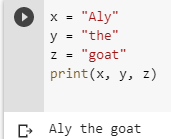 x = "Aly"
y = "the"
z = "goat"
print(x, y, z)
Aly the goat